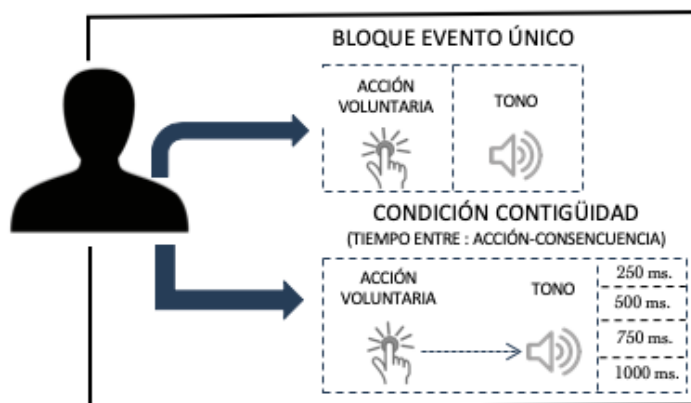 BLOQUE EVENTO ÚNICO
ACCIÓN
VOLUNTARIA
TONO
CONDICIÓN CONTIGÜIDAD
(TIEMPO ENTRE : ACCIÓN-CONSENCUENCIA)
ACCIÓN
VOLUNTARIA
TONO
250 ms.
500 ms.
750 ms.
1000 ms.